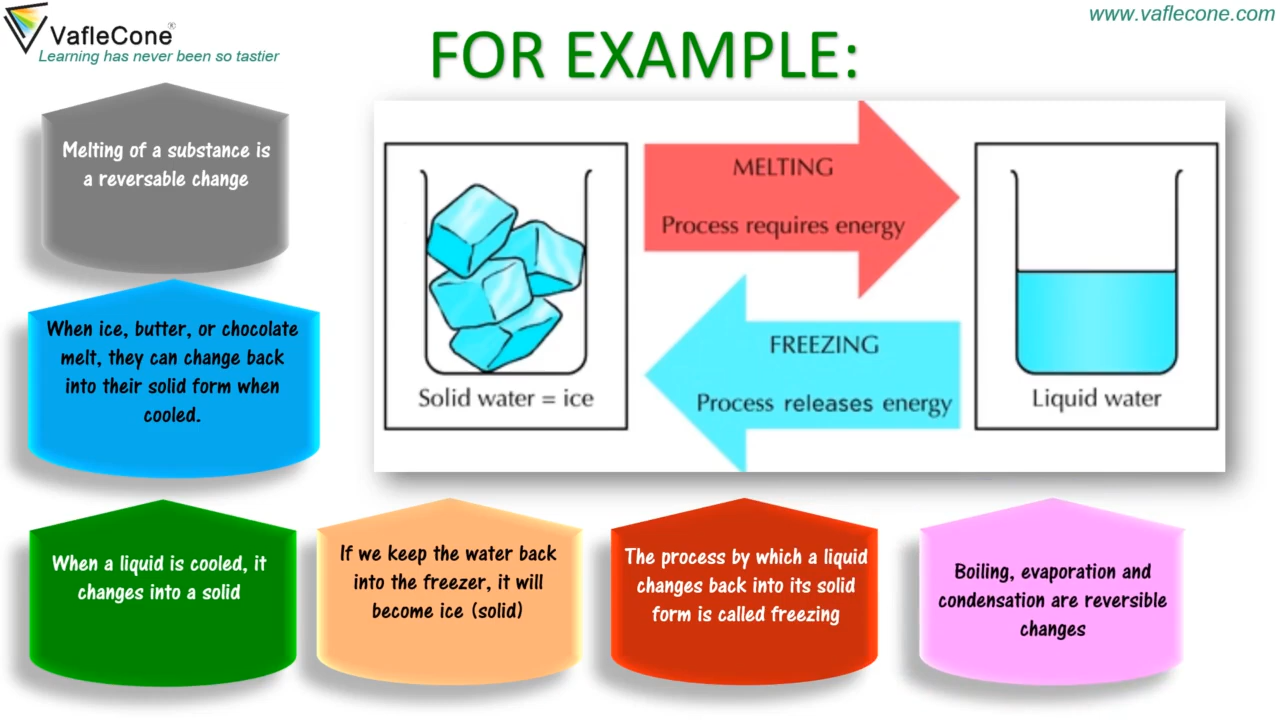 VafleCone®
Learning has never been so tastier
www.vaflecone.com
FOR EXAMPLE:
Melting of a substance is
a reversable change
When ice, butter, or chocolate
melt, they can change back
into their solid form when
cooled.
MELTING
Process requires energy
FREEZING
Process releases energy
Solid water = ice
Liquid water
When a liquid is cooled, it
changes into a solid
If we keep the water back
into the freezer, it will
become ice (solid)
The process by which a liquid
changes back into its solid
form is called freezing
Boiling, evaporation and
condensation are reversible
changes